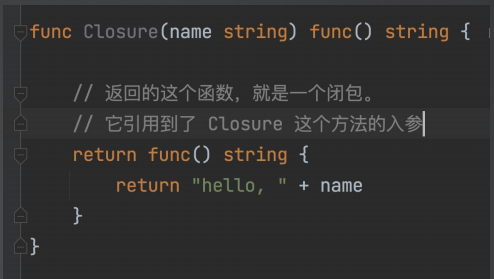 func Closure(name string) func() string {
// 返回的这个函数，就是一个闭包。
// 它引用到了 Closure 这个方法的入参
return func() string {
return "hello, " + name
}
}